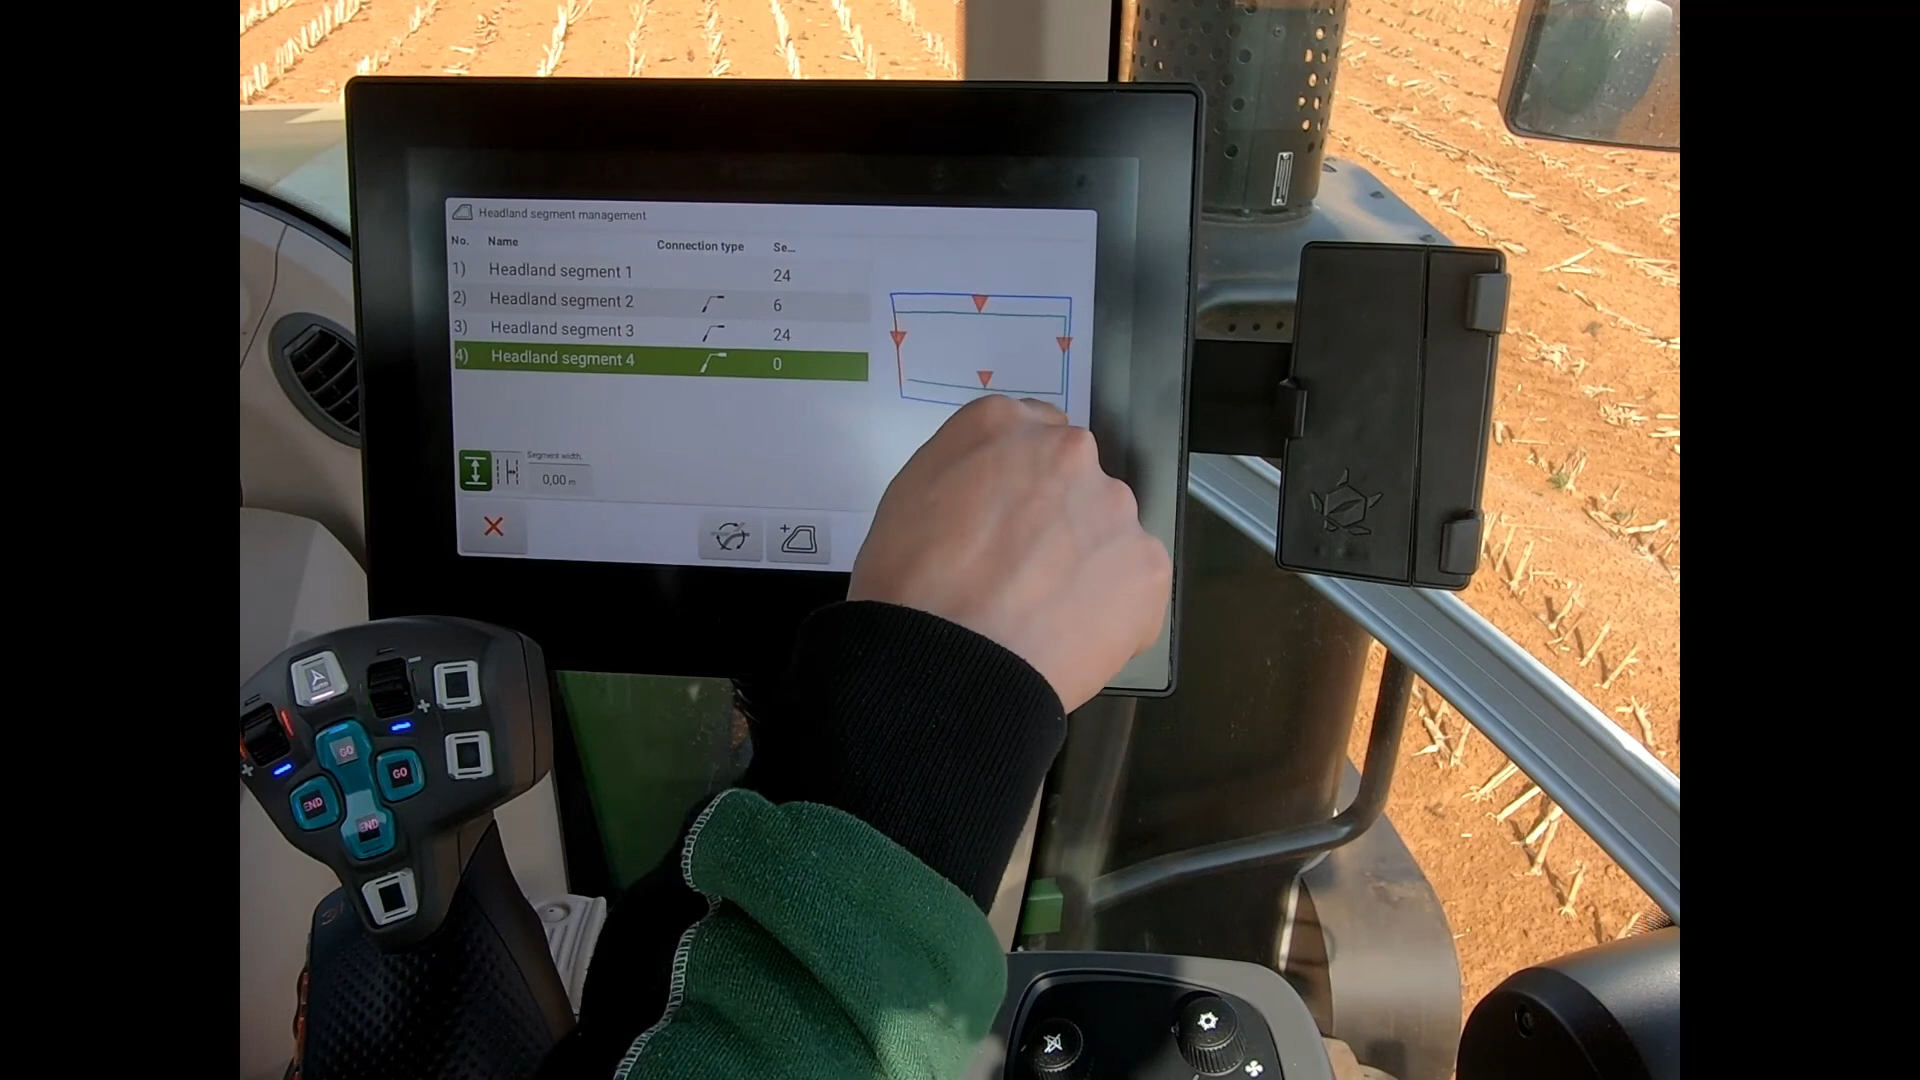 Headland segment management
No. Name Connection type Se...
1) Headland segment 1 24
2) Headland segment 2 6
3) Headland segment 3 24
4) Headland segment 4 0
Segment width
0,00 m
GO
GO
END
END